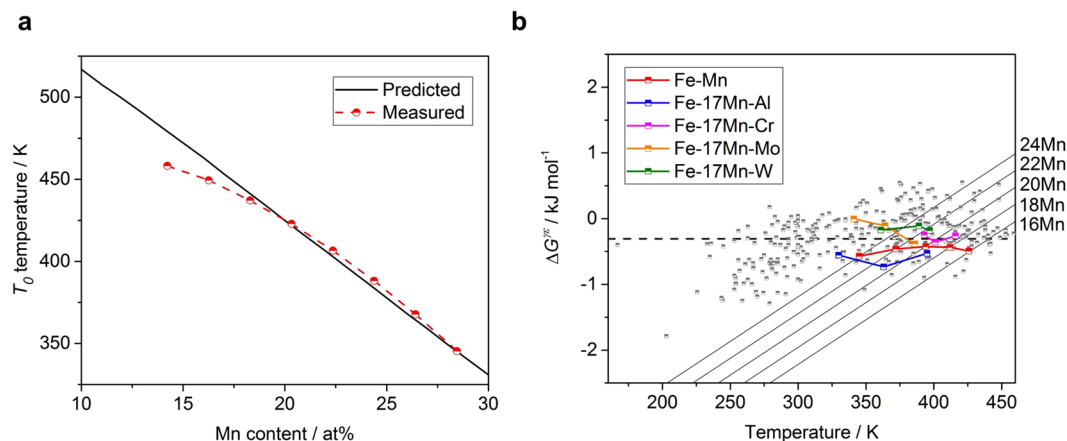 a
T0 temperature / K
500
450
400
350
10
15
20
25
30
Mn content / at%
Predicted
Measured
b
ΔG^γε / kJ mol-1
2
1
0
-1
-2
200
250
300
350
400
450
Temperature / K
Fe-Mn
Fe-17Mn-Al
Fe-17Mn-Cr
Fe-17Mn-Mo
Fe-17Mn-W
24Mn
22Mn
20Mn
18Mn
16Mn